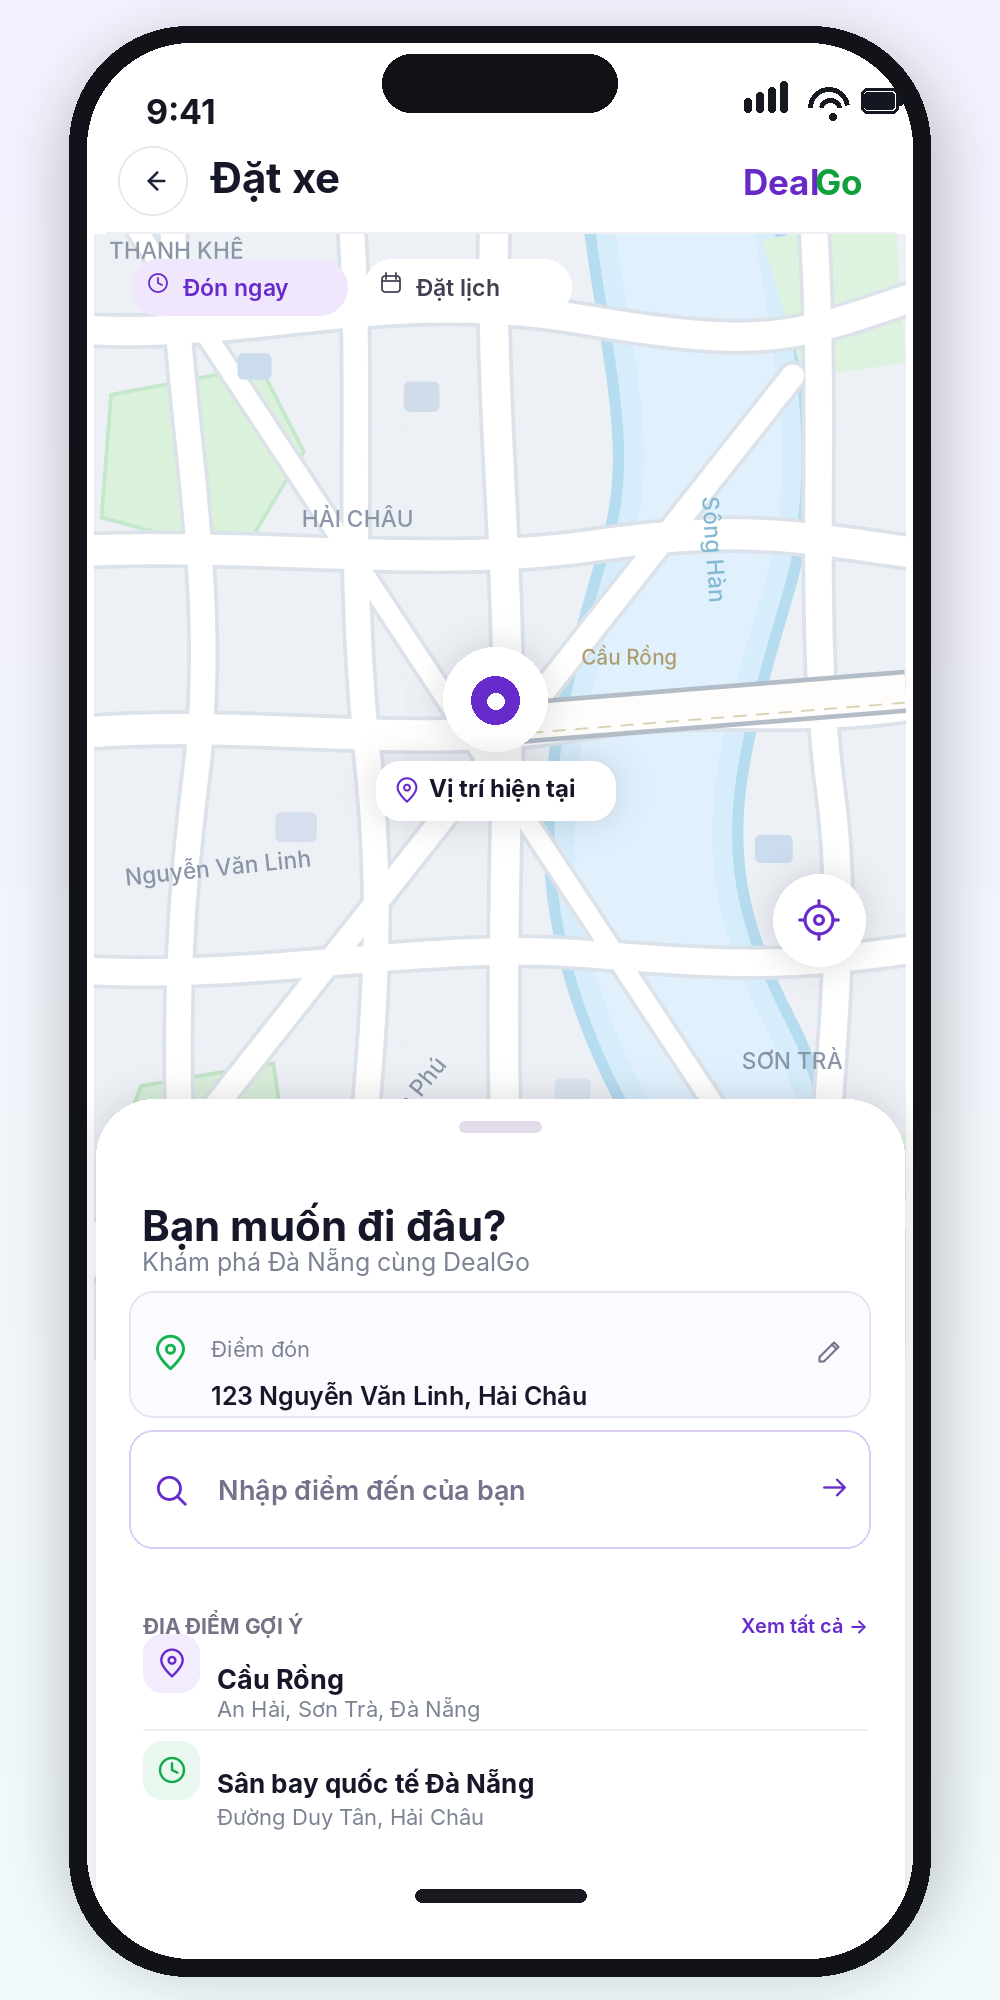 9:41
Đặt xe
DealGo
THANH KHÊ
Đón ngay
Đặt lịch
HẢI CHÂU
Sông Hàn
Cầu Rồng
Vị trí hiện tại
Nguyễn Văn Linh
SƠN TRÀ
Phú
Bạn muốn đi đâu?
Khám phá Đà Nẵng cùng DealGo
Điểm đón
123 Nguyễn Văn Linh, Hải Châu
Nhập điểm đến của bạn
ĐỊA ĐIỂM GỢI Ý
Xem tất cả →
Cầu Rồng
An Hải, Sơn Trà, Đà Nẵng
Sân bay quốc tế Đà Nẵng
Đường Duy Tân, Hải Châu